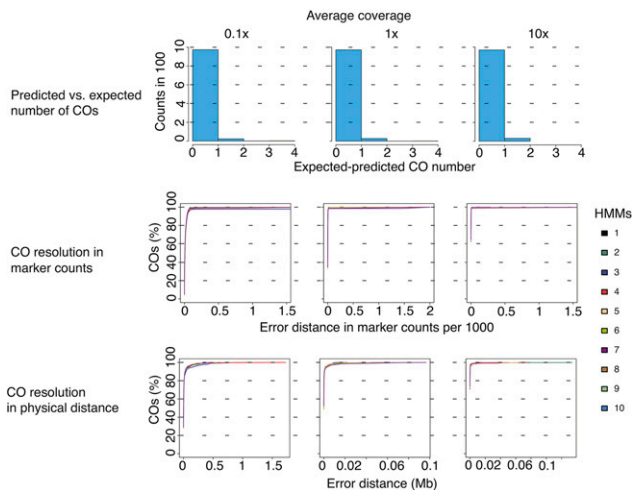 Average coverage
0.1x 1x 10x
Predicted vs. expected
number of COs
Counts in 100
0 2 4 6 8 10
0 1 2 3 4
0 1 2 3 4
0 1 2 3 4
Expected-predicted CO number
CO resolution in
marker counts
COs (%)
0 20 40 60 80 100
0 0.5 1 1.5
0 0.5 1 1.5 2
0 0.5 1 1.5
Error distance in marker counts per 1000
CO resolution
in physical distance
COs (%)
0 20 40 60 80 100
0 0.5 1 1.5
0 0.02 0.06 0.1
0 0.02 0.06 0.1
Error distance (Mb)
HMMs
1
2
3
4
5
6
7
8
9
10